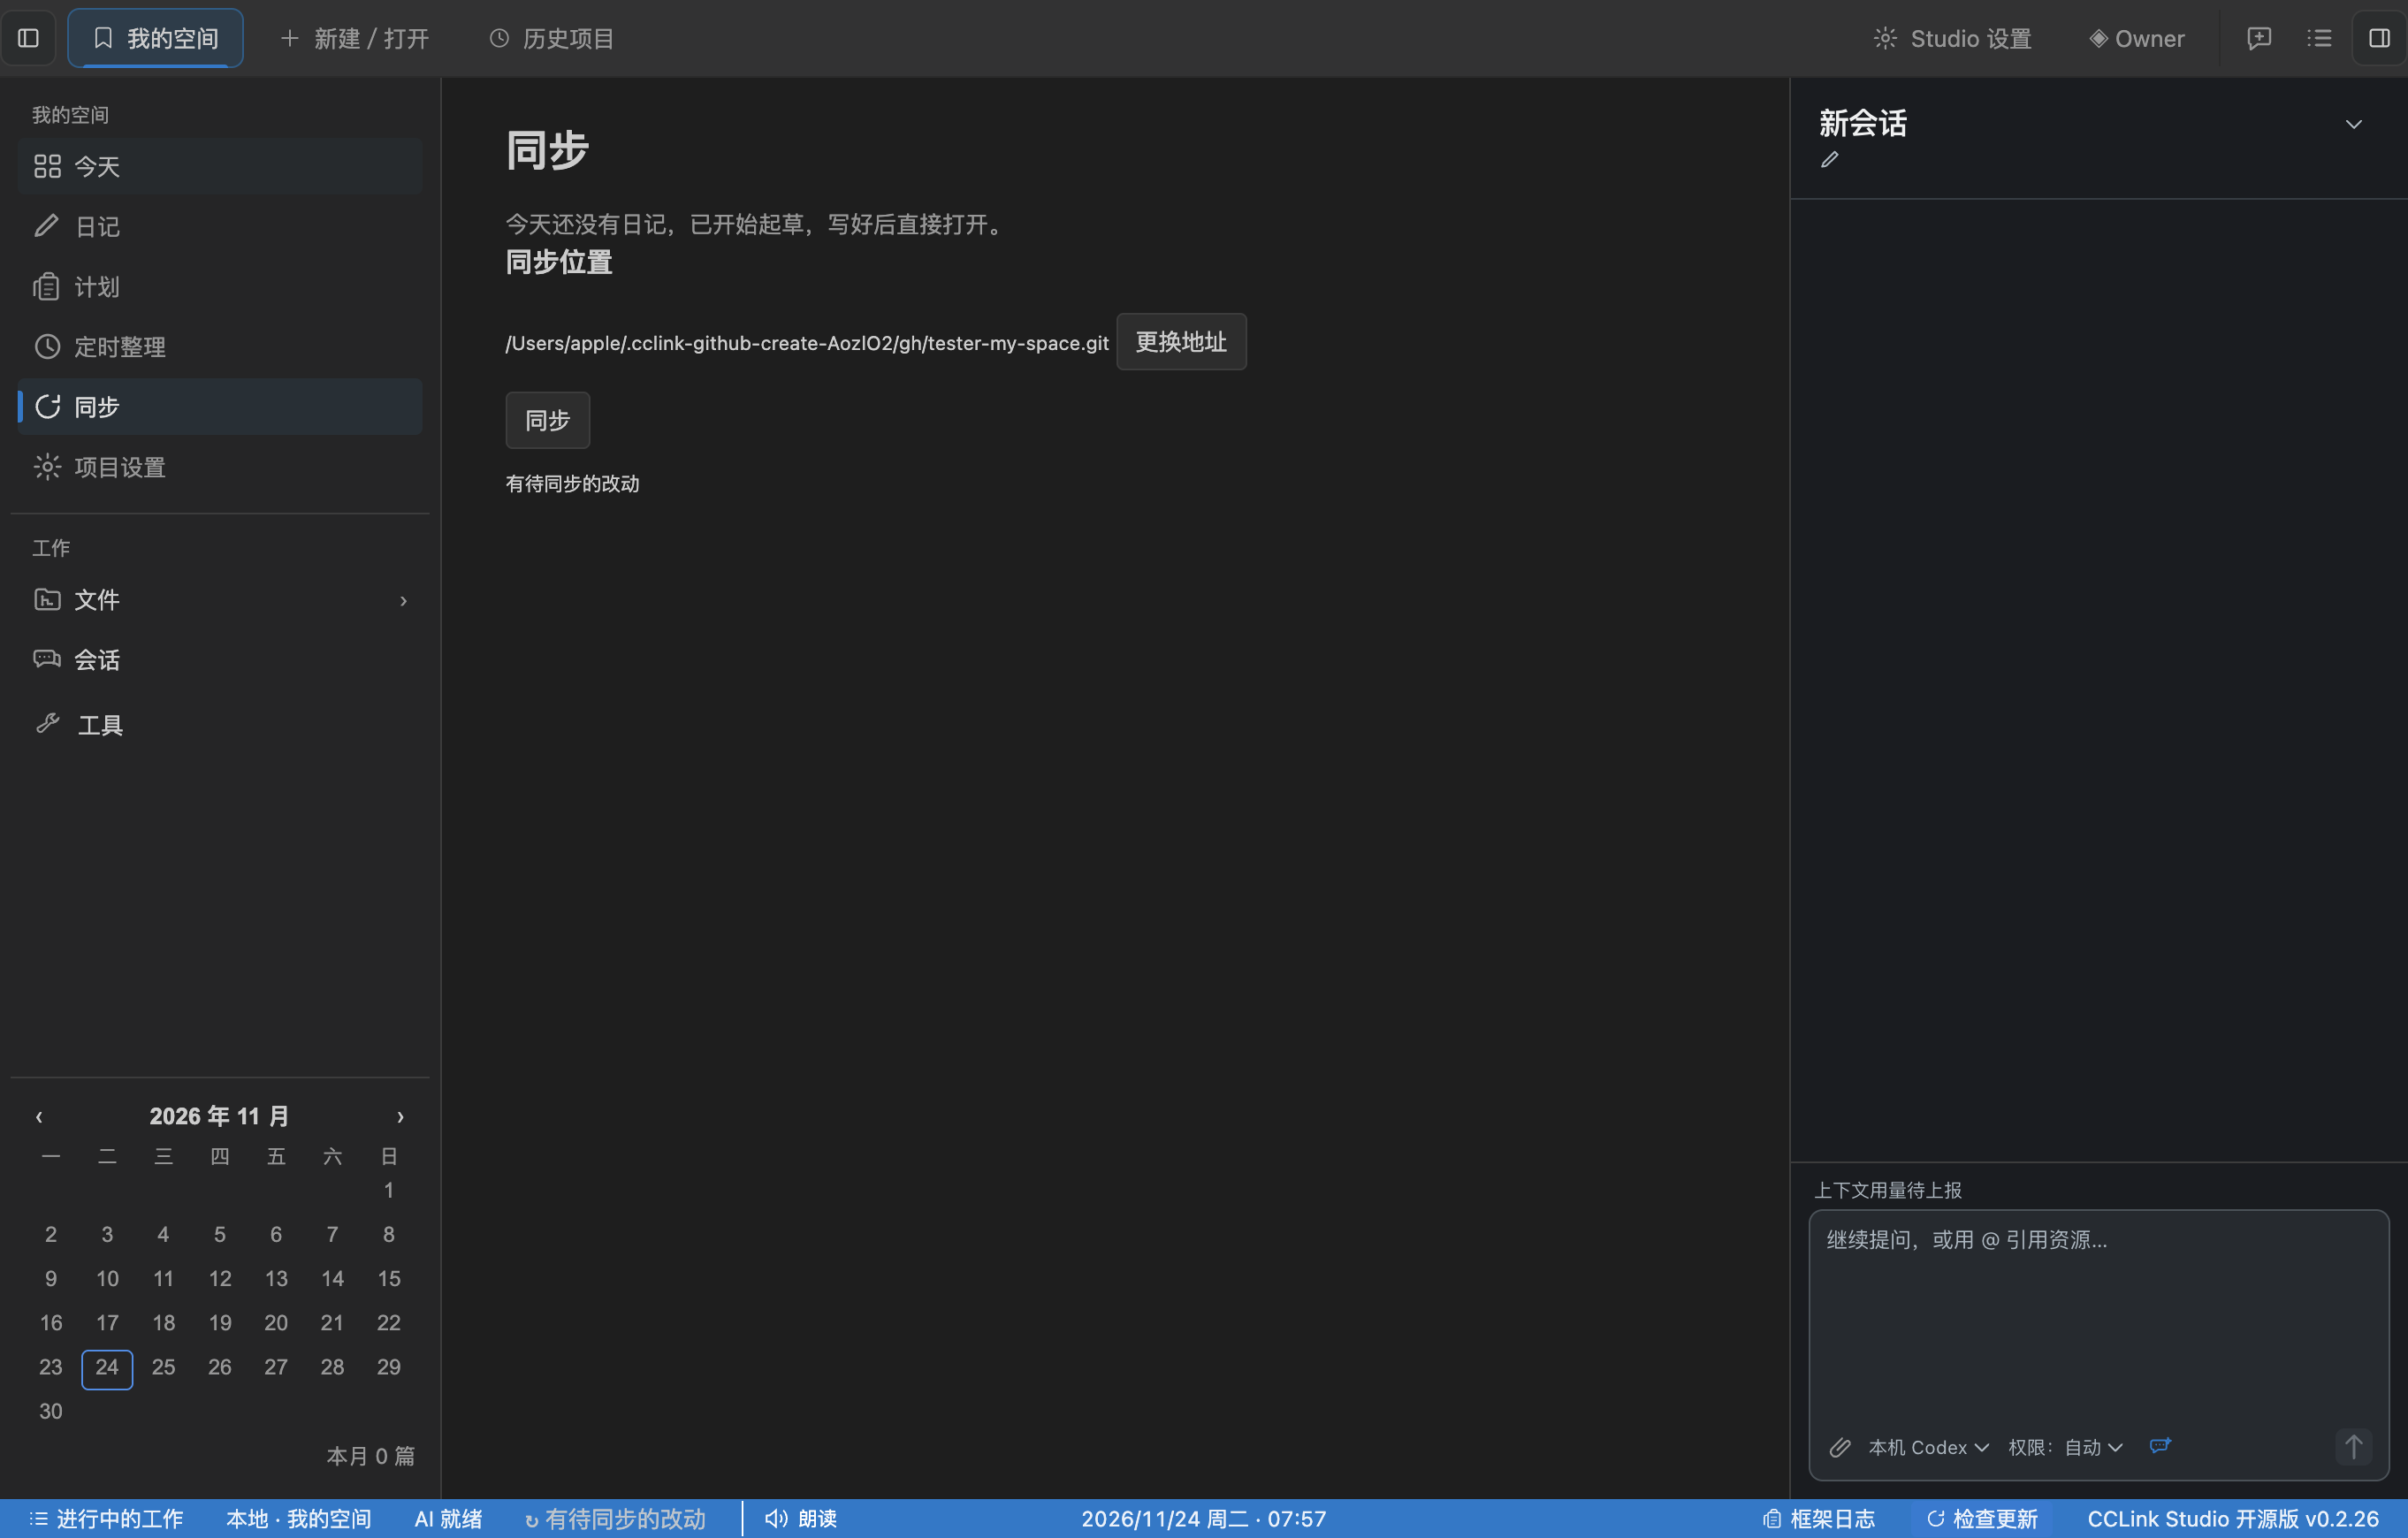 我的空间
新建 / 打开
历史项目
Studio 设置
Owner
我的空间
今天
日记
计划
定时整理
同步
项目设置
工作
文件
会话
工具
2026 年 11 月
一 二 三 四 五 六 日
1
2 3 4 5 6 7 8
9 10 11 12 13 14 15
16 17 18 19 20 21 22
23 24 25 26 27 28 29
30
本月 0 篇
同步
今天还没有日记，已开始起草，写好后直接打开。
同步位置
/Users/apple/.cclink-github-create-AozlO2/gh/tester-my-space.git
更换地址
同步
有待同步的改动
新会话
上下文用量待上报
继续提问，或用 @ 引用资源...
本机 Codex
权限：自动
进行中的工作
本地 · 我的空间
AI 就绪
有待同步的改动
朗读
2026/11/24 周二 · 07:57
框架日志
检查更新
CCLink Studio 开源版 v0.2.26